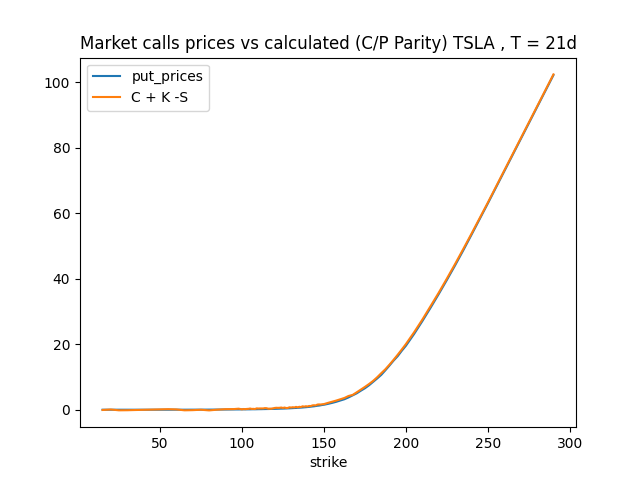 Market calls prices vs calculated (C/P Parity) TSLA , T = 21d
put_prices
C + K -S
100
80
60
40
20
0
50 100 150 200 250 300
strike